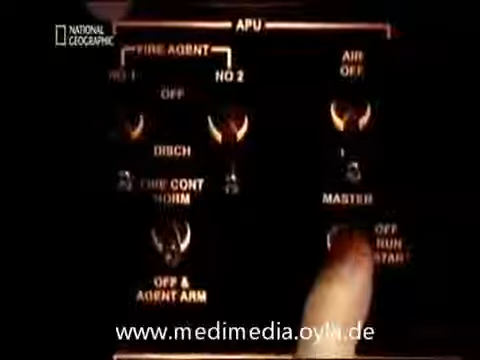 NATIONAL
GEOGRAPHIC
APU
FIRE AGENT
NO 1
NO 2
OFF
DISCH
FIRE CONT
NORM
OFF &
AGENT ARM
AIR
OFF
MASTER
OFF
RUN
START
www.medimedia.oyla.de